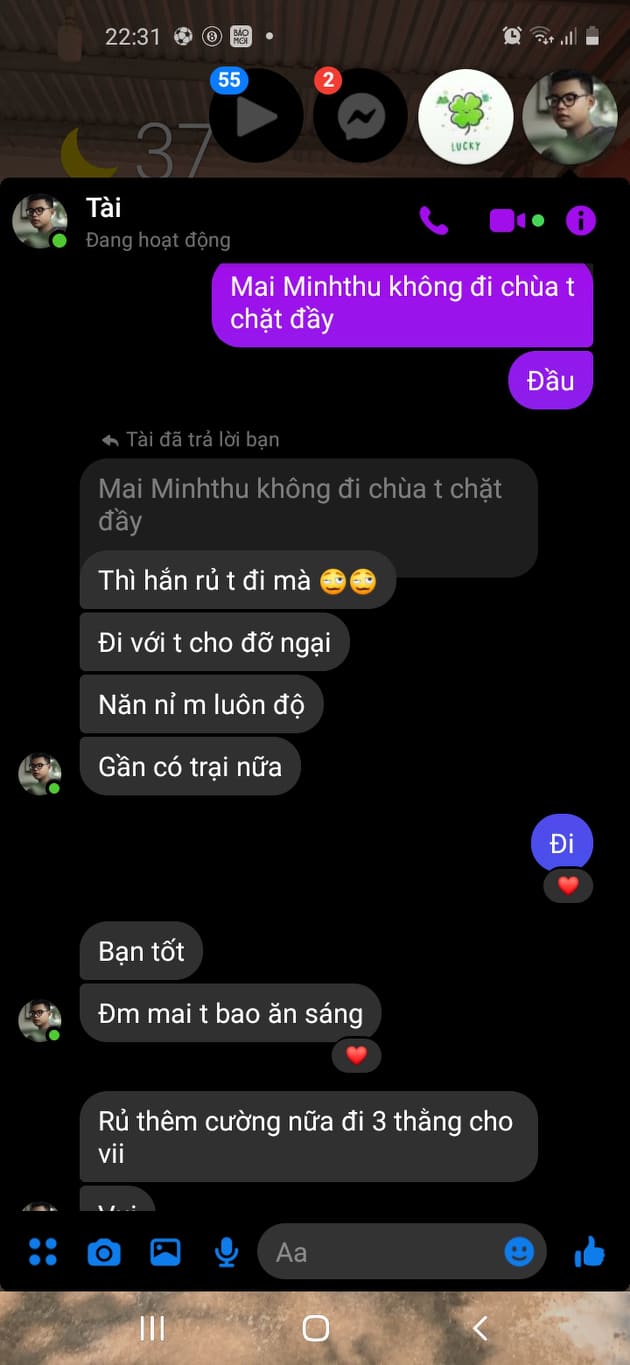 22:31
BÁO
MỚI
55
2
37
LUCKY
Tài
Đang hoạt động
Mai Minhthu không đi chùa t
chặt đầy
Đầu
Tài đã trả lời bạn
Mai Minhthu không đi chùa t chặt
đầy
Thì hắn rủ t đi mà 🙄🙄
Đi với t cho đỡ ngại
Năn nỉ m luôn độ
Gần có trại nữa
Đi
Bạn tốt
Đm mai t bao ăn sáng
Rủ thêm cường nữa đi 3 thằng cho
vii
Aa